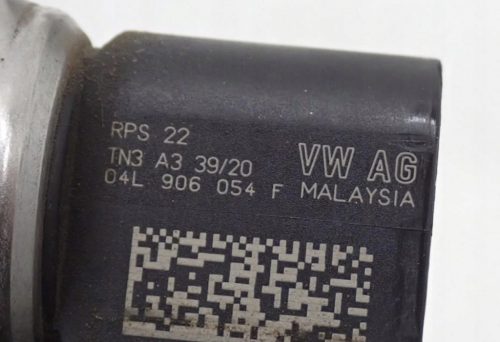 RPS 22
TN3 A3 39/20 VW AG
04L 906 054 F MALAYSIA